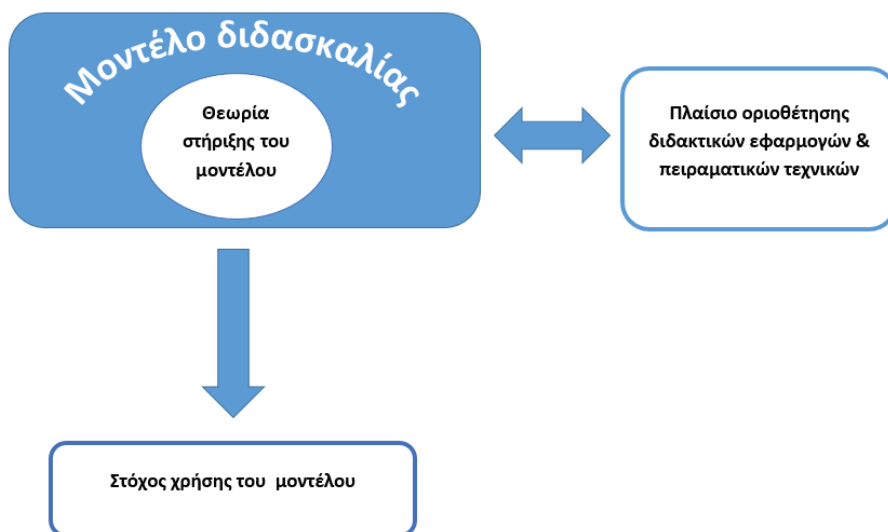 Μοντέλο διδασκαλίας
Θεωρία
στήριξης του
μοντέλου
Πλαίσιο οριοθέτησης
διδακτικών εφαρμογών &
πειραματικών τεχνικών
Στόχος χρήσης του μοντέλου